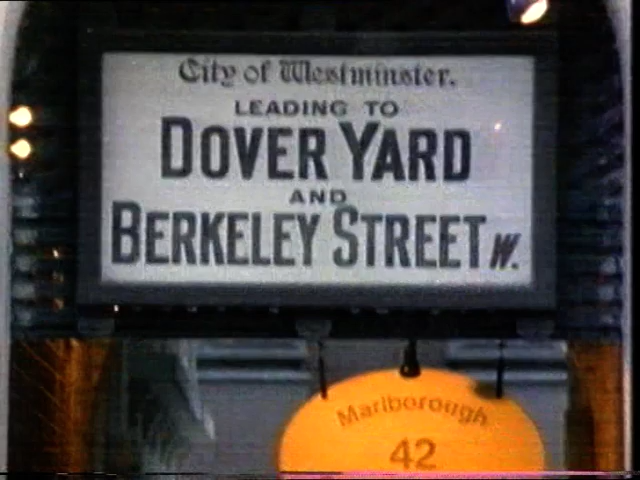 City of Westminster.
LEADING TO
DOVER YARD
AND
BERKELEY STREET W.
Marlborough
42